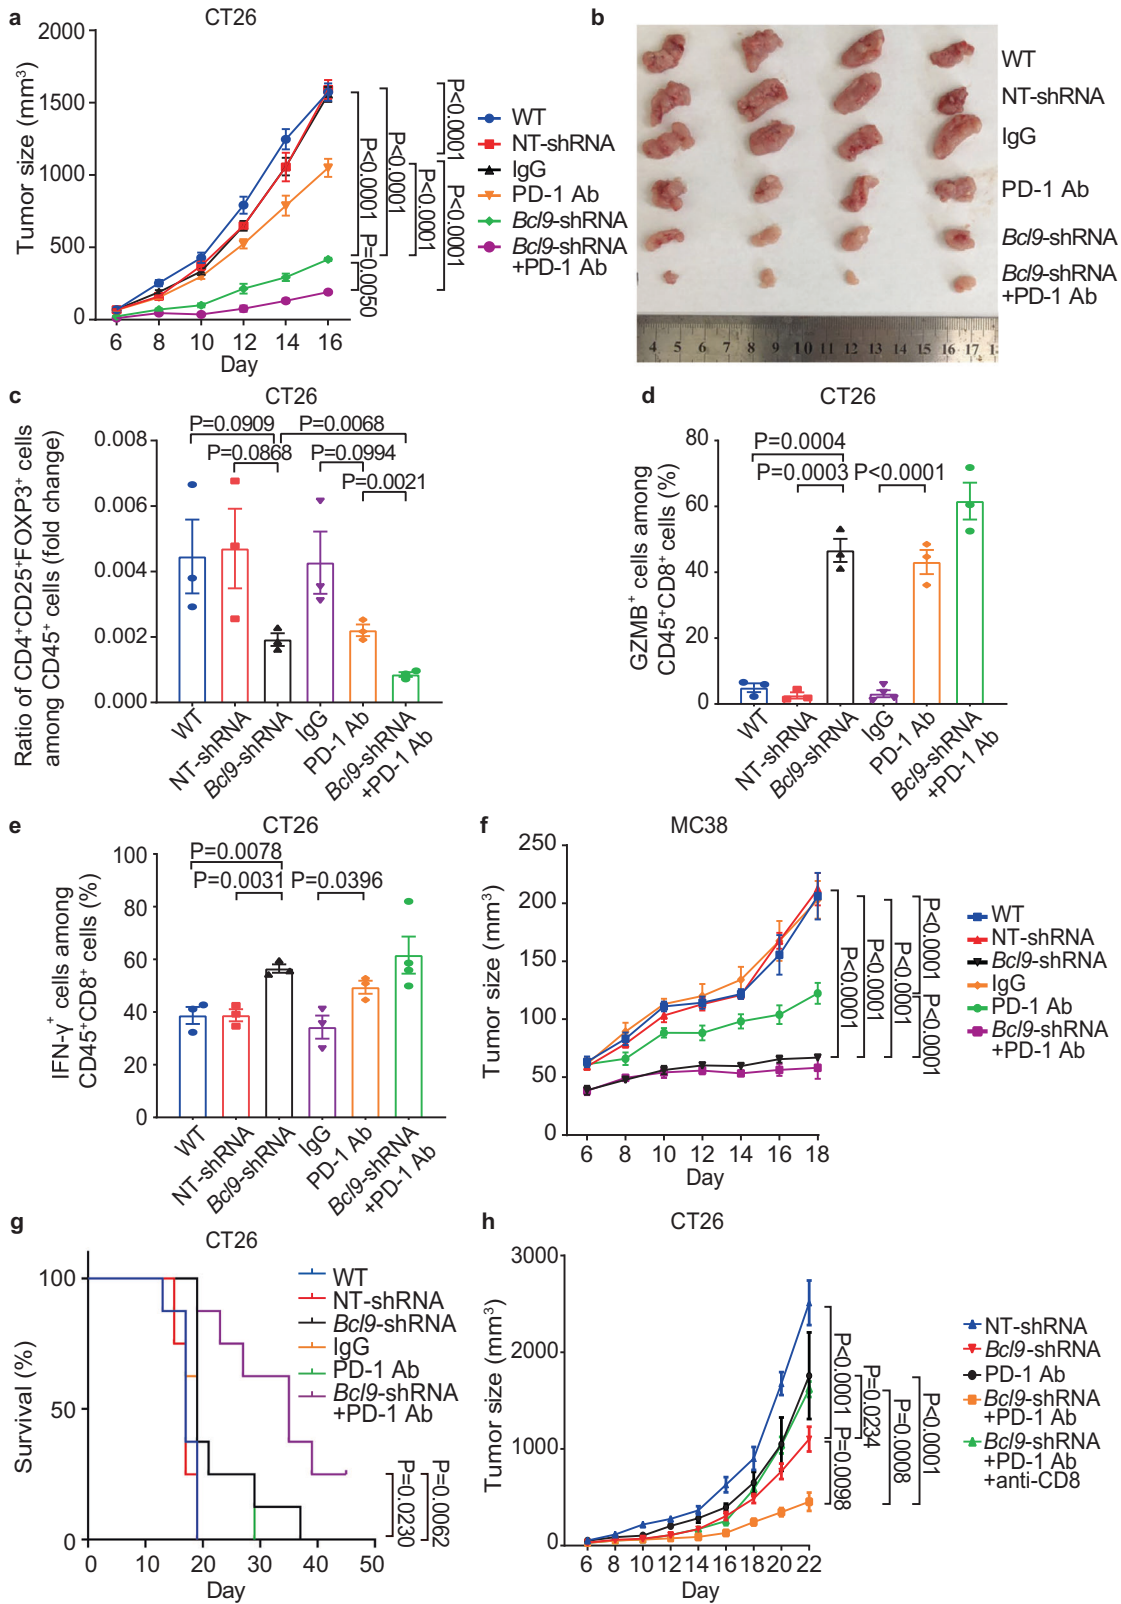 a
CT26
Tumor size (mm³)
2000
1500
1000
500
0
6 8 10 12 14 16
Day
P<0.0001
P=0.0050
P<0.0001
P<0.0001
P<0.0001
P<0.0001
WT
NT-shRNA
IgG
PD-1 Ab
Bcl9-shRNA
Bcl9-shRNA
+PD-1 Ab
b
WT
NT-shRNA
IgG
PD-1 Ab
Bcl9-shRNA
Bcl9-shRNA
+PD-1 Ab
4 5 6 7 8 9 10 11 12 13 14 15 16 17
c
CT26
Ratio of CD4⁺CD25⁺FOXP3⁺ cells
among CD45⁺ cells (fold change)
0.008
0.006
0.004
0.002
0.000
P=0.0909
P=0.0068
P=0.0868
P=0.0994
P=0.0021
WT
NT-shRNA
Bcl9-shRNA
IgG
PD-1 Ab
Bcl9-shRNA
+PD-1 Ab
d
CT26
GZMB⁺ cells among
CD45⁺CD8⁺ cells (%)
80
60
40
20
0
P=0.0004
P=0.0003
P<0.0001
WT
NT-shRNA
Bcl9-shRNA
IgG
PD-1 Ab
Bcl9-shRNA
+PD-1 Ab
e
CT26
IFN-γ⁺ cells among
CD45⁺CD8⁺ cells (%)
100
80
60
40
20
0
P=0.0078
P=0.0031
P=0.0396
WT
NT-shRNA
Bcl9-shRNA
IgG
PD-1 Ab
Bcl9-shRNA
+PD-1 Ab
f
MC38
Tumor size (mm³)
250
200
150
100
50
0
6 8 10 12 14 16 18
Day
P<0.0001
P<0.0001
P<0.0001
P<0.0001
P<0.0001
WT
NT-shRNA
Bcl9-shRNA
IgG
PD-1 Ab
Bcl9-shRNA
+PD-1 Ab
g
CT26
Survival (%)
100
50
0
0 10 20 30 40 50
Day
WT
NT-shRNA
Bcl9-shRNA
IgG
PD-1 Ab
Bcl9-shRNA
+PD-1 Ab
P=0.0230
P=0.0062
h
CT26
Tumor size (mm³)
3000
2000
1000
0
6 8 10 12 14 16 18 20 22
Day
P<0.0001
P=0.0098
P=0.0234
P=0.0008
P<0.0001
NT-shRNA
Bcl9-shRNA
PD-1 Ab
Bcl9-shRNA
+PD-1 Ab
Bcl9-shRNA
+PD-1 Ab
+anti-CD8